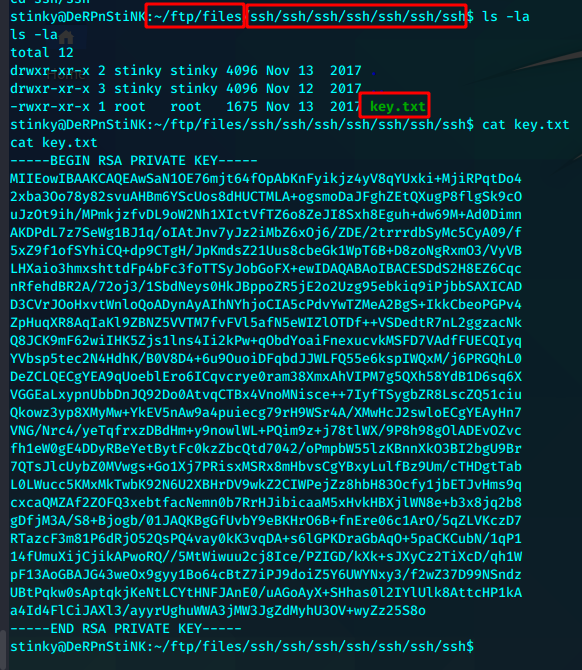 cd ssh/ssh
stinky@DeRPnStiNK:~/ftp/files/ssh/ssh/ssh/ssh/ssh/ssh/ssh$ ls -la
ls -la
total 12
drwxr-xr-x 2 stinky stinky 4096 Nov 13  2017 .
drwxr-xr-x 3 stinky stinky 4096 Nov 12  2017
-rwxr-xr-x 1 root   root   1675 Nov 13  2017 key.txt
stinky@DeRPnStiNK:~/ftp/files/ssh/ssh/ssh/ssh/ssh/ssh/ssh$ cat key.txt
cat key.txt
-----BEGIN RSA PRIVATE KEY-----
MIIEowIBAAKCAQEAwSaN1OE76mjt64fOpAbKnFyikjz4yV8qYUxki+MjiRPqtDo4
2xba3Oo78y82svuAHBm6YScUos8dHUCTMLA+ogsmoDaJFghZEtQXugP8flgSk9cO
uJzOt9ih/MPmkjzfvDL9oW2Nh1XIctVfTZ6o8ZeJI8Sxh8Eguh+dw69M+Ad0Dimn
AKDPdL7z7SeWg1BJ1q/oIAtJnv7yJz2iMbZ6xOj6/ZDE/2trrrdbSyMc5CyA09/f
5xZ9f1ofSYhiCQ+dp9CTgH/JpKmdsZ21Uus8cbeGk1WpT6B+D8zoNgRxmO3/VyVB
LHXaio3hmxshttdFp4bFc3foTTSyJobGoFX+ewIDAQABAoIBACESDdS2H8EZ6Cqc
nRfehdBR2A/72oj3/1SbdNeys0HkJBppoZR5jE2o2Uzg95ebkiq9iPjbbSAXICAD
D3CVrJOoHxvtWnloQoADynAyAIhNYhjoCIA5cPdvYwTZMeA2BgS+IkkCbeoPGPv4
ZpHuqXR8AqIaKl9ZBNZ5VVTM7fvFVl5afN5eWIZlOTDf++VSDedtR7nL2ggzacNk
Q8JCK9mF62wiIHK5Zjs1lns4Ii2kPw+qObdYoaiFnexucvkMSFD7VAdfFUECQIyq
YVbsp5tec2N4HdhK/B0V8D4+6u9OuoiDFqbdJJWLFQ55e6kspIWQxM/j6PRGQhL0
DeZCLQECgYEA9qUoeblEro6ICqvcrye0ram38XmxAhVIPM7g5QXh58YdB1D6sq6X
VGGEaLxypnUbbDnJQ92Do0AtvqCTBx4VnoMNisce++7IyfTSygbZR8LscZQ51ciu
Qkowz3yp8XMyMw+YkEV5nAw9a4puiecg79rH9WSr4A/XMwHcJ2swloECgYEAyHn7
VNG/Nrc4/yeTqfrxzDBdHm+y9nowlWL+PQim9z+j78tlWX/9P8h98gOlADEvOZvc
fh1eW0gE4DDyRBeYetBytFc0kzZbcQtd7042/oPmpbW55lzKBnnXkO3BI2bgU9Br
7QTsJlcUybZ0MVwgs+Go1Xj7PRisxMSRx8mHbvsCgYBxyLulfBz9Um/cTHDgtTab
L0LWucc5KMxMkTwbK92N6U2XBHrDV9wkZ2CIWPejZz8hbH83Ocfy1jbETJvHms9q
cxcaQMZAf2ZOFQ3xebtfacNemn0b7RrHJibicaaM5xHvkHBXjlWN8e+b3x8jq2b8
gDfjM3A/S8+Bjogb/01JAQKBgGfUvbY9eBKHrO6B+fnEre06c1ArO/5qZLVKczD7
RTazcF3m81P6dRjO52QsPQ4vay0kK3vqDA+s6lGPKDraGbAqO+5paCKCubN/1qP1
14fUmuXijCjikAPwoRQ//5MtWiwuu2cj8Ice/PZIGD/kXk+sJXyCz2TiXcD/qh1W
pF13AoGBAJG43weOx9gyy1Bo64cBtZ7iPJ9doiZ5Y6UWYNxy3/f2wZ37D99NSndz
UBtPqkw0sAptqkjKeNtLCYtHNFJAnE0/uAGoAyX+SHhas0l2IYlUlk8AttcHP1kA
a4Id4FlCiJAXl3/ayyrUghuWWA3jMW3JgZdMyhU3OV+wyZz25S8o
-----END RSA PRIVATE KEY-----
stinky@DeRPnStiNK:~/ftp/files/ssh/ssh/ssh/ssh/ssh/ssh/ssh$